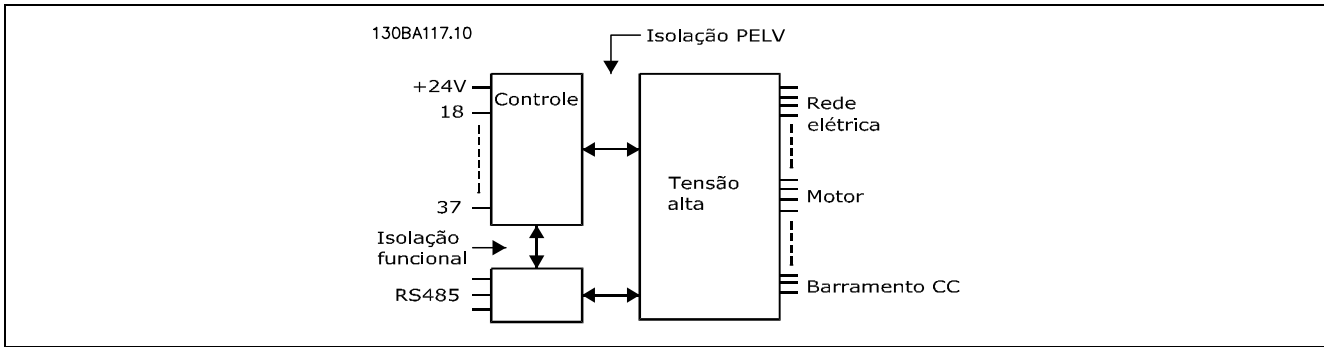 130BA117.10
Isolação PELV
+24V
18
37
Controle
Tensão
alta
Rede
elétrica
Motor
Barramento CC
Isolação
funcional
RS485